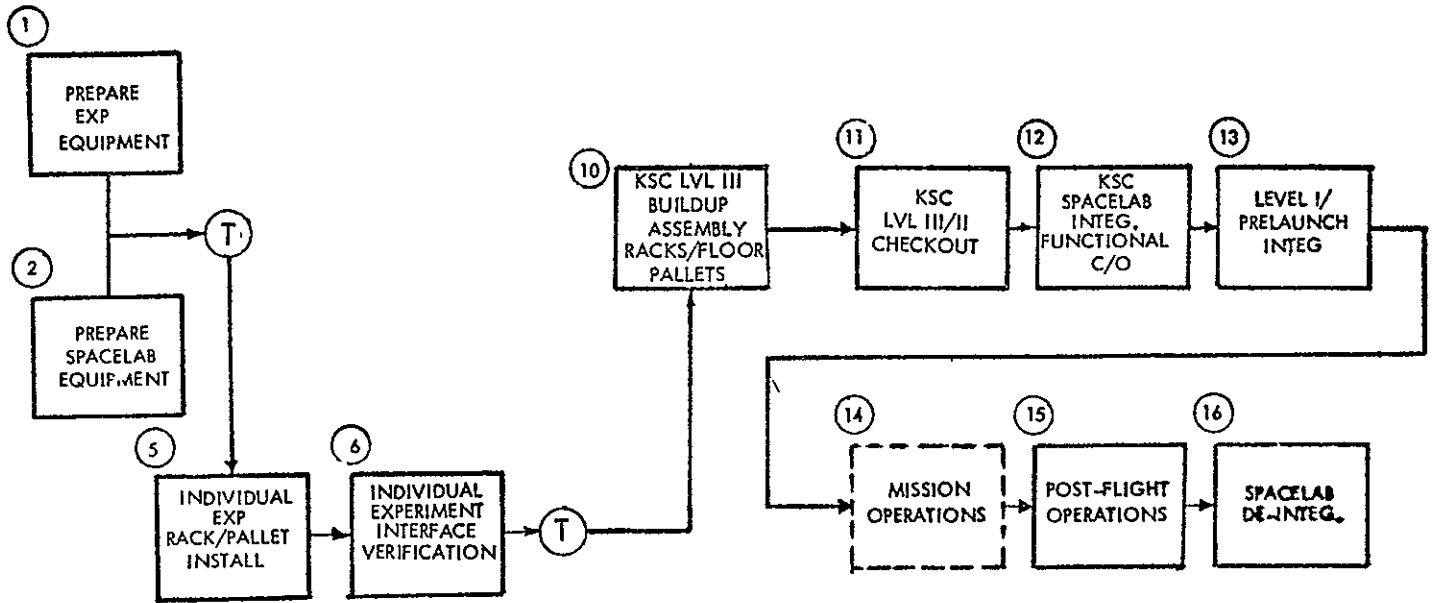 1
PREPARE
EXP
EQUIPMENT
T
2
PREPARE
SPACELAB
EQUIPMENT
5
INDIVIDUAL
EXP
RACK/PALLET
INSTALL
6
INDIVIDUAL
EXPERIMENT
INTERFACE
VERIFICATION
T
10
KSC LVL III
BUILDUP
ASSEMBLY
RACKS/FLOOR
PALLETS
11
KSC
LVL III/II
CHECKOUT
12
KSC
SPACELAB
INTEG.
FUNCTIONAL
C/O
13
LEVEL I/
PRELAUNCH
INTEG
14
MISSION
OPERATIONS
15
POST-FLIGHT
OPERATIONS
16
SPACELAB
DE-INTEG.